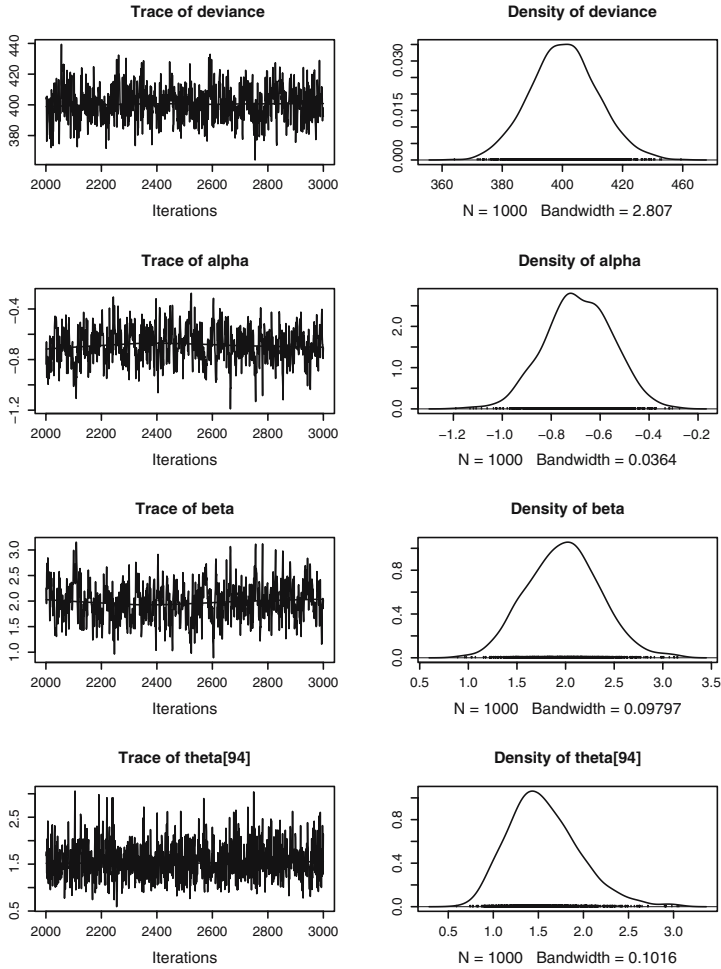 Trace of deviance
Density of deviance
380 400 420 440
2000 2200 2400 2600 2800 3000
Iterations
0.000 0.015 0.030
360 380 400 420 440 460
N = 1000 Bandwidth = 2.807
Trace of alpha
Density of alpha
−1.2 −0.8 −0.4
2000 2200 2400 2600 2800 3000
Iterations
0.0 1.0 2.0
−1.2 −1.0 −0.8 −0.6 −0.4 −0.2
N = 1000 Bandwidth = 0.0364
Trace of beta
Density of beta
1.0 1.5 2.0 2.5 3.0
2000 2200 2400 2600 2800 3000
Iterations
0.0 0.4 0.8
0.5 1.0 1.5 2.0 2.5 3.0 3.5
N = 1000 Bandwidth = 0.09797
Trace of theta[94]
Density of theta[94]
0.5 1.5 2.5
2000 2200 2400 2600 2800 3000
Iterations
0.0 0.4 0.8
0.5 1.0 1.5 2.0 2.5 3.0
N = 1000 Bandwidth = 0.1016